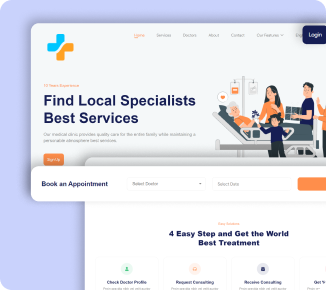 Home Services Doctors About Contact Our Features
Login
10 Years Experience
Find Local Specialists
Best Services
Our medical clinic provides quality care for the entire family while maintaining a
personable atmosphere best services.
Sign Up
Book an Appointment
Select Doctor
Select Date
4 Easy Step and Get the World
Best Treatment
Check Doctor Profile
Request Consulting
Receive Consulting
Get Y